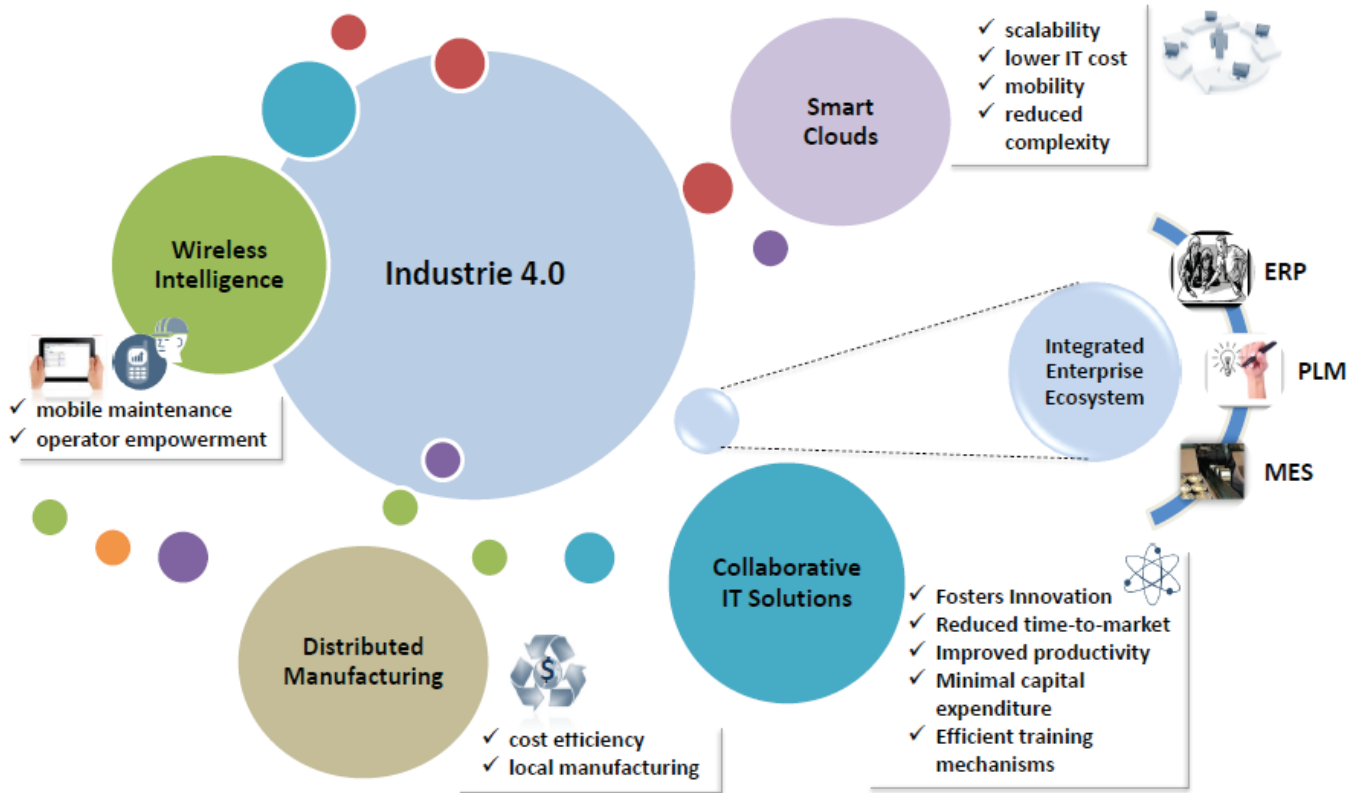 ✓ scalability
✓ lower IT cost
✓ mobility
✓ reduced
complexity
Smart
Clouds
Wireless
Intelligence
Industrie 4.0
ERP
Integrated
Enterprise
Ecosystem
PLM
MES
✓ mobile maintenance
✓ operator empowerment
Collaborative
IT Solutions
✓ Fosters Innovation
✓ Reduced time-to-market
✓ Improved productivity
✓ Minimal capital
expenditure
✓ Efficient training
mechanisms
Distributed
Manufacturing
$
✓ cost efficiency
✓ local manufacturing